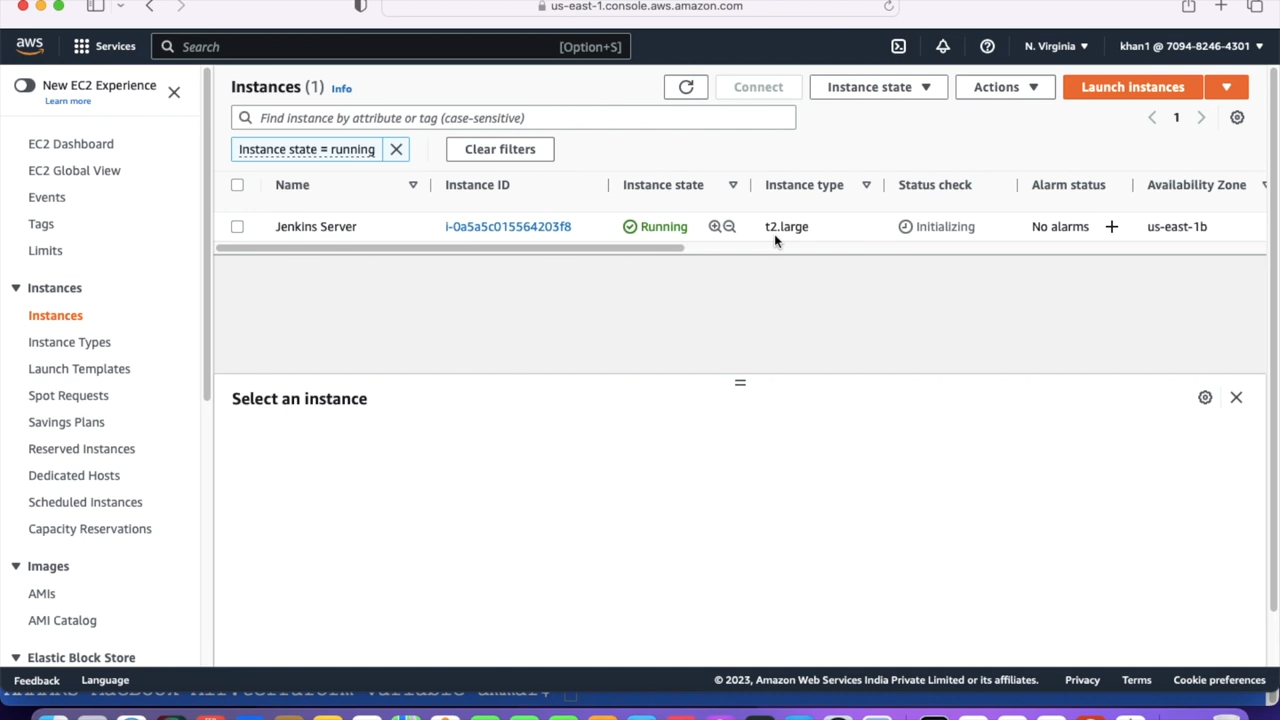 us-east-1.console.aws.amazon.com
aws
Services
Search
[Option+S]
N. Virginia
khan1 @ 7094-8246-4301
New EC2 Experience
Learn more
EC2 Dashboard
EC2 Global View
Events
Tags
Limits
Instances
Instances
Instance Types
Launch Templates
Spot Requests
Savings Plans
Reserved Instances
Dedicated Hosts
Scheduled Instances
Capacity Reservations
Images
AMIs
AMI Catalog
Elastic Block Store
Instances (1) Info
Connect
Instance state
Actions
Launch instances
Find instance by attribute or tag (case-sensitive)
1
Instance state = running
Clear filters
Name Instance ID Instance state Instance type Status check Alarm status Availability Zone
Jenkins Server i-0a5a5c015564203f8 Running t2.large Initializing No alarms + us-east-1b
Select an instance
Feedback Language
© 2023, Amazon Web Services India Private Limited or its affiliates.
Privacy Terms Cookie preferences